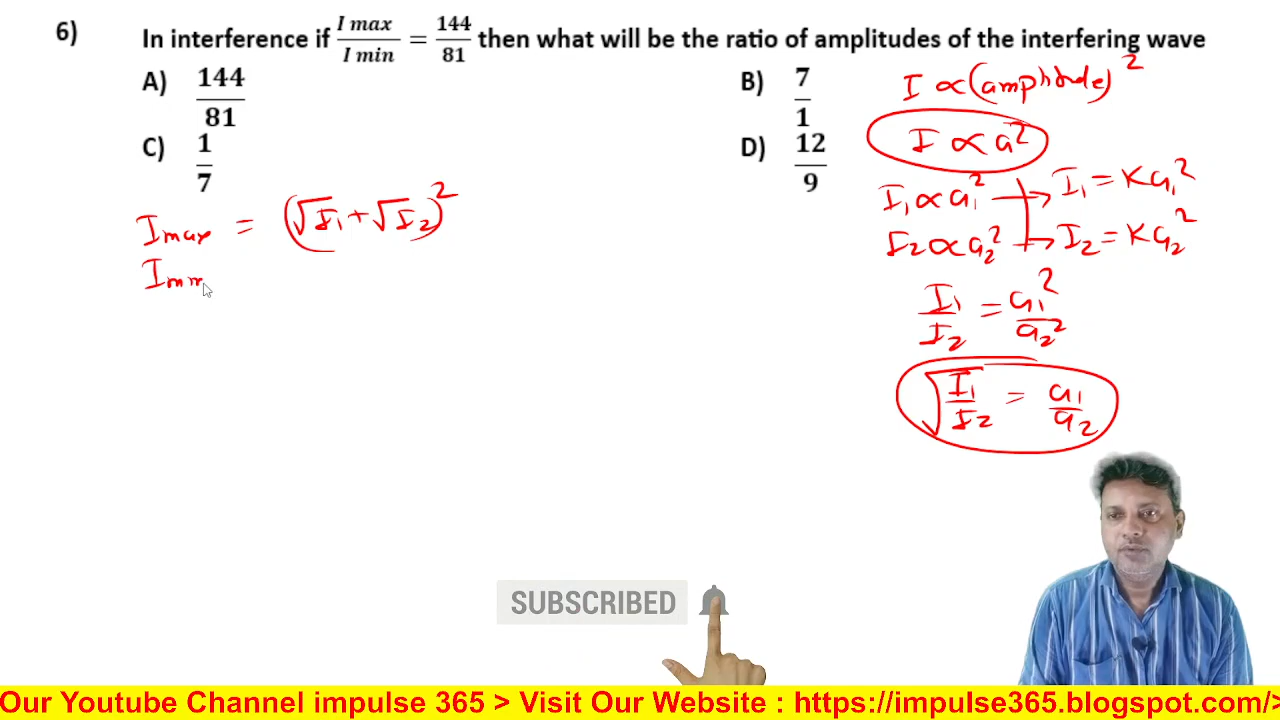 6) In interference if I max / I min = 144 / 81 then what will be the ratio of amplitudes of the interfering wave
A) 144 / 81
B) 7 / 1
C) 1 / 7
D) 12 / 9
I ∝ (amplitude)²
I ∝ a²
I₁ ∝ a₁² → I₁ = Ka₁²
I₂ ∝ a₂² → I₂ = Ka₂²
I₁ / I₂ = a₁² / a₂²
√(I₁ / I₂) = a₁ / a₂
Imax = (√I₁ + √I₂)²
SUBSCRIBED
Our Youtube Channel impulse 365 > Visit Our Website : https://impulse365.blogspot.com/>